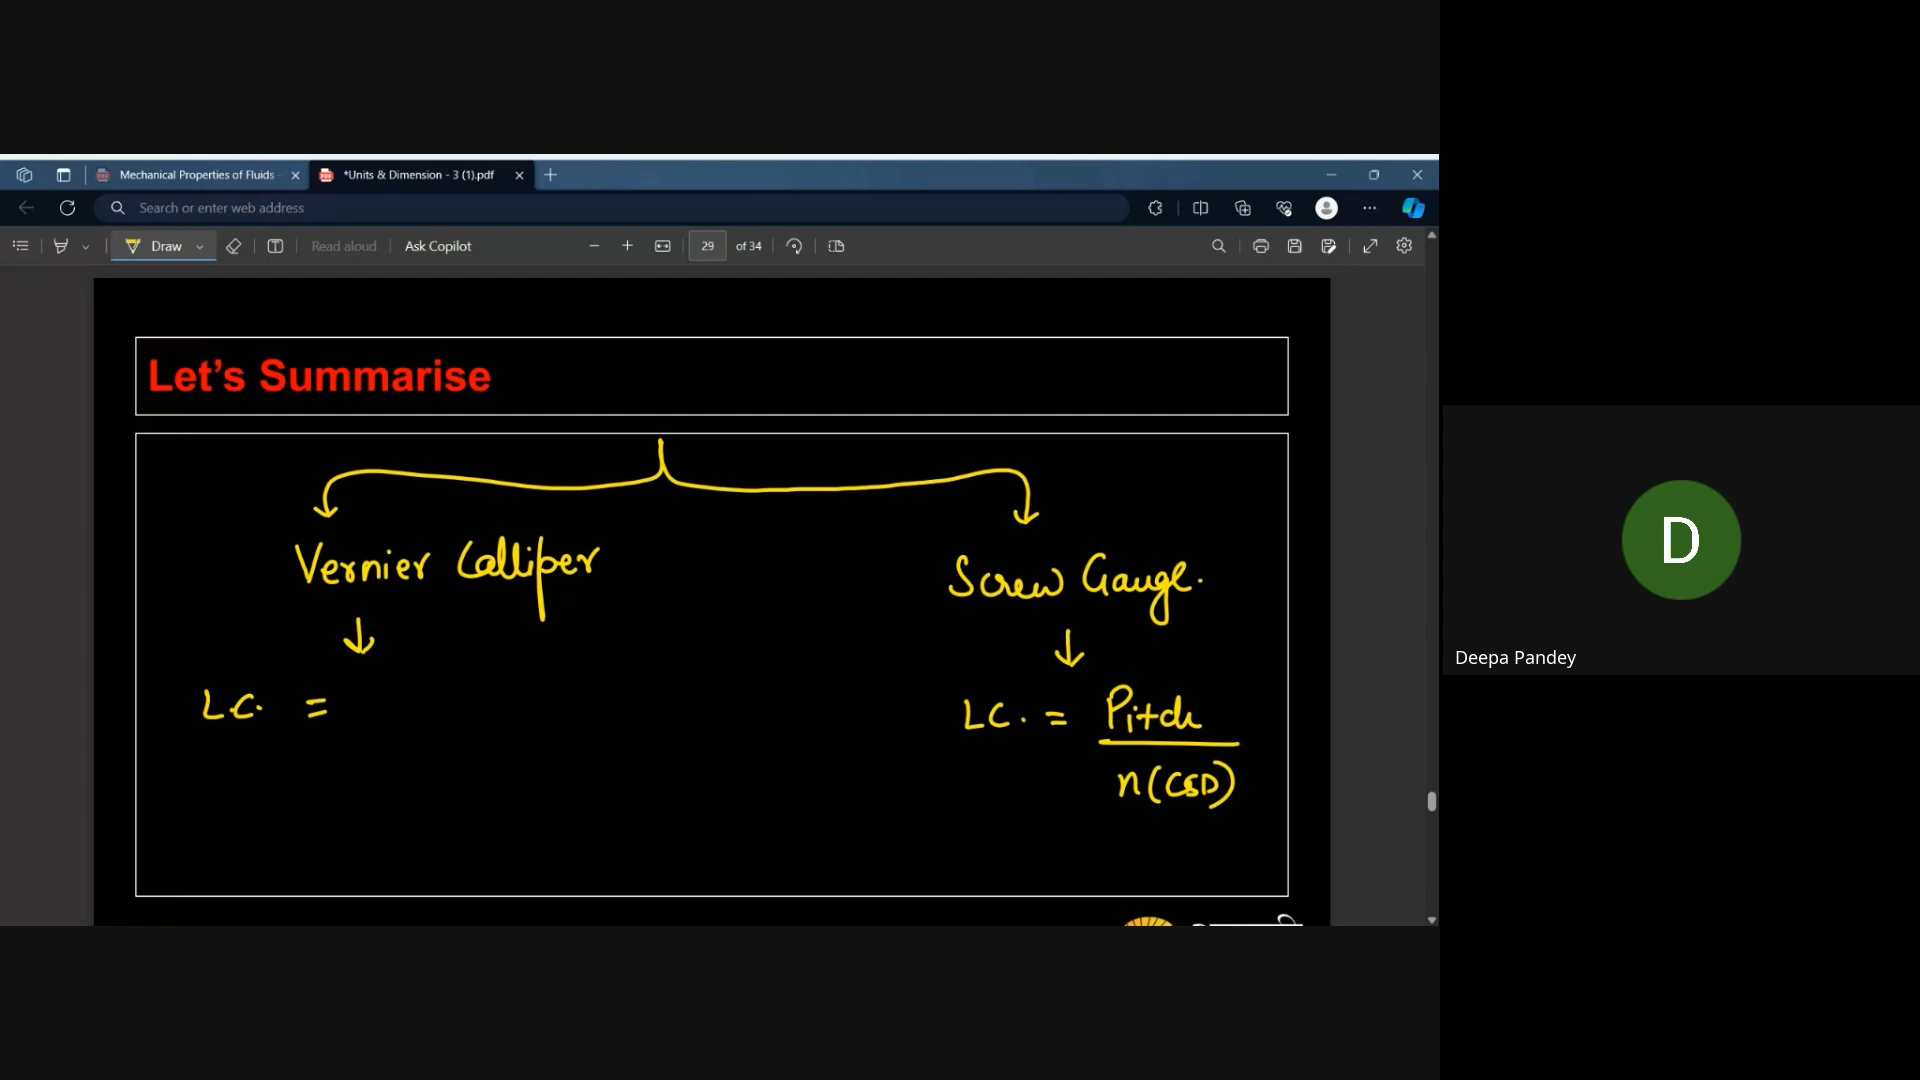 Mechanical Properties of Fluids
*Units & Dimension - 3 (1).pdf
Search or enter web address
Draw
Read aloud
Ask Copilot
29 of 34
Let's Summarise
Vernier Calliper
Screw Gauge.
L.C. =
LC. = Pitch
n(CSD)
D
Deepa Pandey